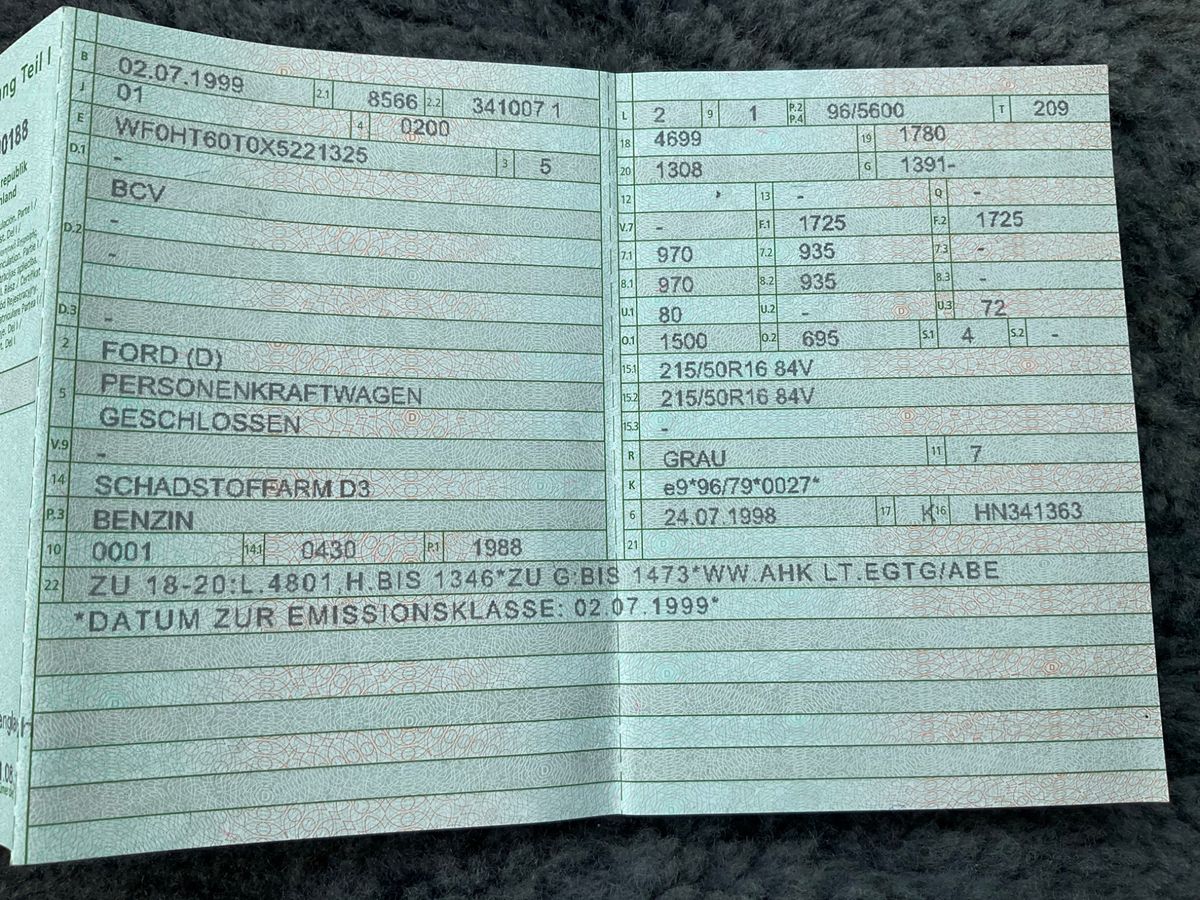 ng Teil I
B 02.07.1999 2.1 8566 2.2 341007 1
J 01 4 0200
E WF0HT60T0X5221325 3 5
D.1 -
D.2 BCV
-
-
D.3 -
2 FORD (D)
5 PERSONENKRAFTWAGEN
GESCHLOSSEN
V.9 -
14 SCHADSTOFFARM D3
P.3 BENZIN
10 0001 14.1 0430 P.1 1988
L 2 9 1 P.2 P.4 96/5600 T 209
18 4699 19 1780
20 1308 G 1391-
12 13 - Q -
V.7 - F.1 1725 F.2 1725
7.1 970 7.2 935 7.3 -
8.1 970 8.2 935 8.3 -
U.1 80 U.2 - U.3 72
O.1 1500 O.2 695 S.1 4 S.2 -
15.1 215/50R16 84V
15.2 215/50R16 84V
15.3 -
R GRAU 11 7
K e9*96/79*0027*
6 24.07.1998 17 K 16 HN341363
21
22 ZU 18-20:L.4801,H.BIS 1346*ZU G:BIS 1473*WW.AHK LT.EGTG/ABE
*DATUM ZUR EMISSIONSKLASSE: 02.07.1999*